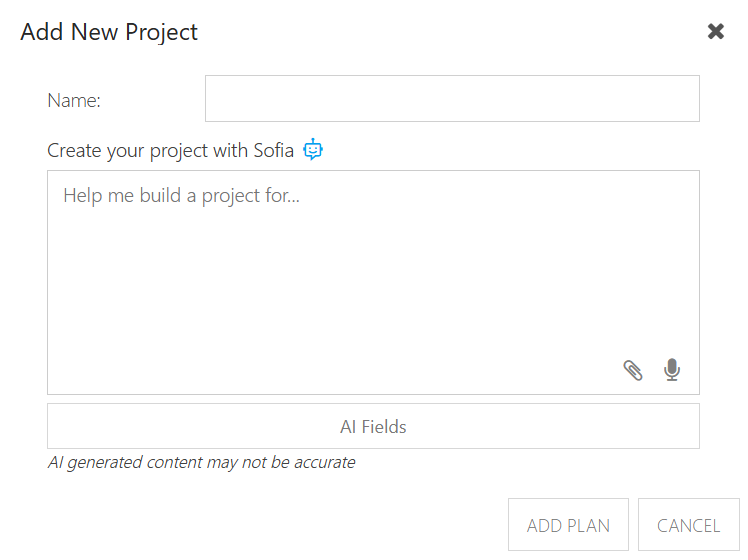 Add New Project
Name:
Create your project with Sofia
Help me build a project for...
AI Fields
AI generated content may not be accurate
ADD PLAN CANCEL